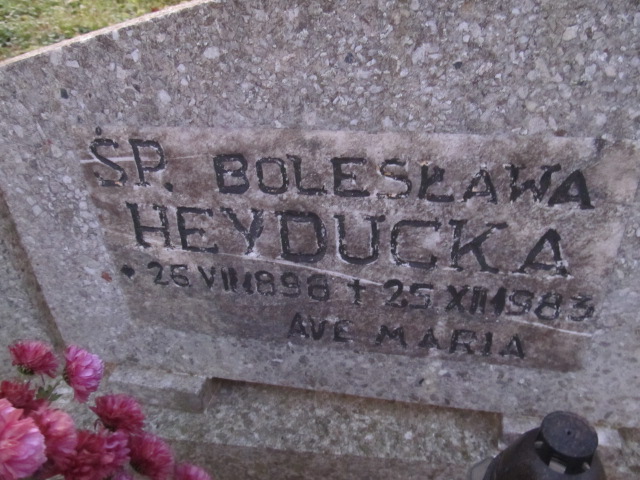 ŚP. BOLESŁAWA
HEYDUCKA
* 25 VII 1898 † 25 XII 1983
AVE MARIA